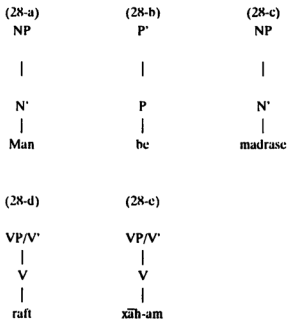 (28-a) (28-b) (28-c)
NP P' NP
N' P N'
Man be madrase
(28-d) (28-e)
VP/V' VP/V'
V V
raft xāh-am